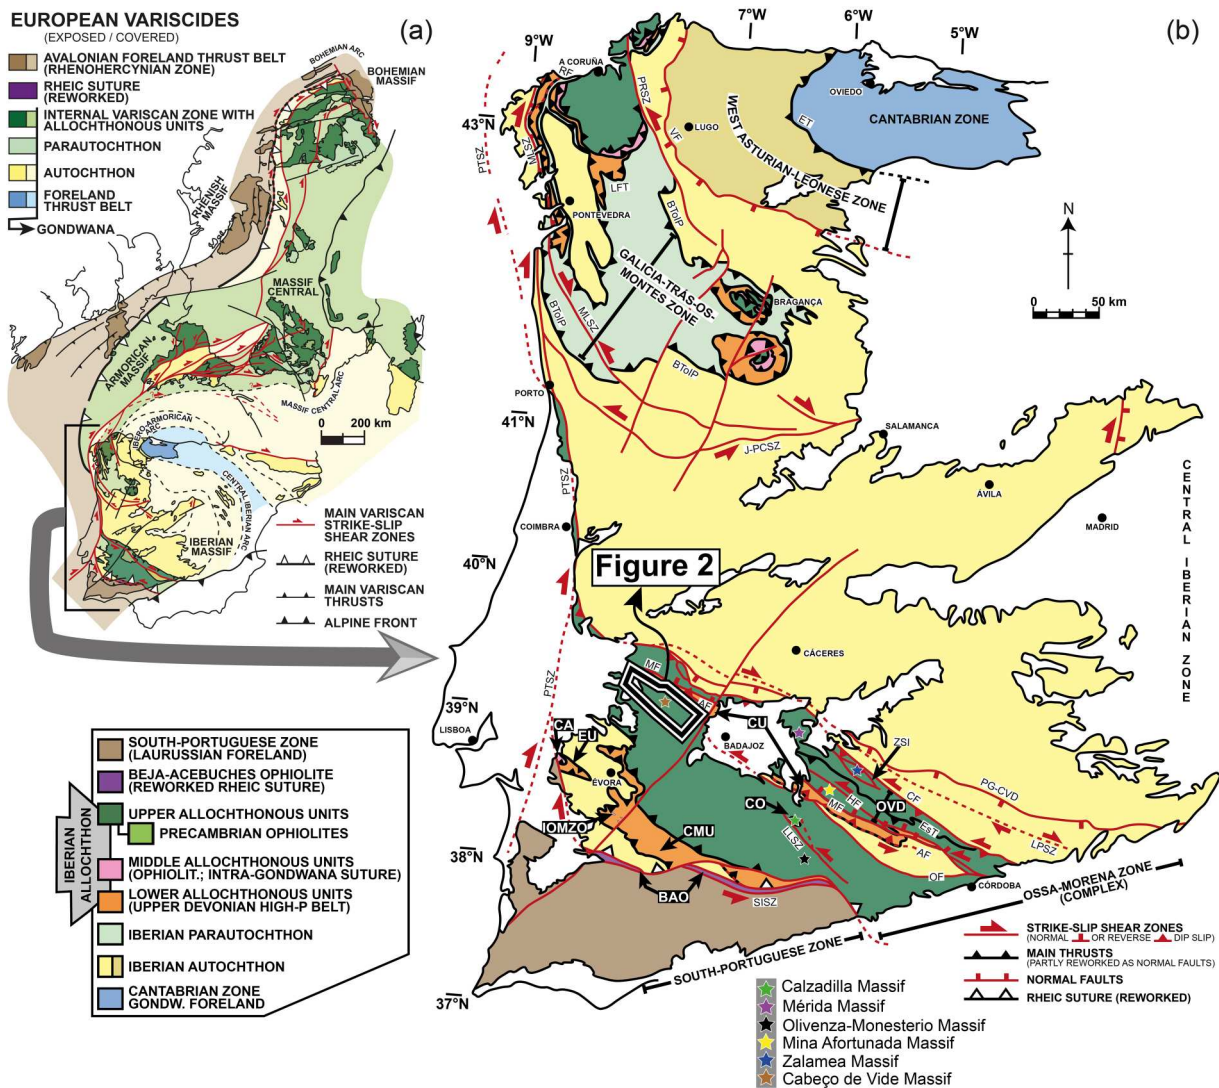 EUROPEAN VARISCIDES
(EXPOSED / COVERED)
AVALONIAN FORELAND THRUST BELT
(RHENOHERCYNIAN ZONE)
RHEIC SUTURE
(REWORKED)
INTERNAL VARISCAN ZONE WITH
ALLOCHTHONOUS UNITS
PARAUTOCHTHON
AUTOCHTHON
FORELAND
THRUST BELT
GONDWANA
(a)
BOHEMIAN ARC
BOHEMIAN
MASSIF
RHENISH
MASSIF
MASSIF
CENTRAL
ARMORICAN
MASSIF
MASSIF CENTRAL ARC
IBERO-ARMORICAN
ARC
CENTRAL IBERIAN ARC
IBERIAN
MASSIF
0 200 km
MAIN VARISCAN
STRIKE-SLIP
SHEAR ZONES
RHEIC SUTURE
(REWORKED)
MAIN VARISCAN
THRUSTS
ALPINE FRONT
IBERIAN
ALLOCHTHON
SOUTH-PORTUGUESE ZONE
(LAURUSSIAN FORELAND)
BEJA-ACEBUCHES OPHIOLITE
(REWORKED RHEIC SUTURE)
UPPER ALLOCHTHONOUS UNITS
PRECAMBRIAN OPHIOLITES
MIDDLE ALLOCHTHONOUS UNITS
(OPHIOLIT.; INTRA-GONDWANA SUTURE)
LOWER ALLOCHTHONOUS UNITS
(UPPER DEVONIAN HIGH-P BELT)
IBERIAN PARAUTOCHTHON
IBERIAN AUTOCHTHON
CANTABRIAN ZONE
GONDW. FORELAND
(b)
9°W
7°W
6°W
5°W
43°N
41°N
40°N
39°N
38°N
37°N
A CORUÑA
RF
PRSZ
VF
LUGO
OVIEDO
ET
CANTABRIAN ZONE
WEST ASTURIAN-LEONESE ZONE
PTSZ
MLSZ
LFT
PONTEVEDRA
BToIP
GALICIA-TRÁS-OS-
MONTES ZONE
BRAGANÇA
BToIP
MLSZ
BToIP
N
0 50 km
PORTO
J-PCSZ
SALAMANCA
ÁVILA
MADRID
PTSZ
COIMBRA
CENTRAL IBERIAN ZONE
Figure 2
CÁCERES
PTSZ
MF
AF
LISBOA
CA
EU
CU
BADAJOZ
ZSI
ÉVORA
PG-CVD
CO
MF
HF
OVD
CF
EsT
IOMZO
CMU
LLSZ
AF
LPSZ
OF
BAO
SISZ
CÓRDOBA
OSSA-MORENA ZONE
(COMPLEX)
SOUTH-PORTUGUESE ZONE
STRIKE-SLIP SHEAR ZONES
(NORMAL OR REVERSE DIP SLIP)
MAIN THRUSTS
(PARTLY REWORKED AS NORMAL FAULTS)
NORMAL FAULTS
RHEIC SUTURE (REWORKED)
Calzadilla Massif
Mérida Massif
Olivenza-Monesterio Massif
Mina Afortunada Massif
Zalamea Massif
Cabeço de Vide Massif